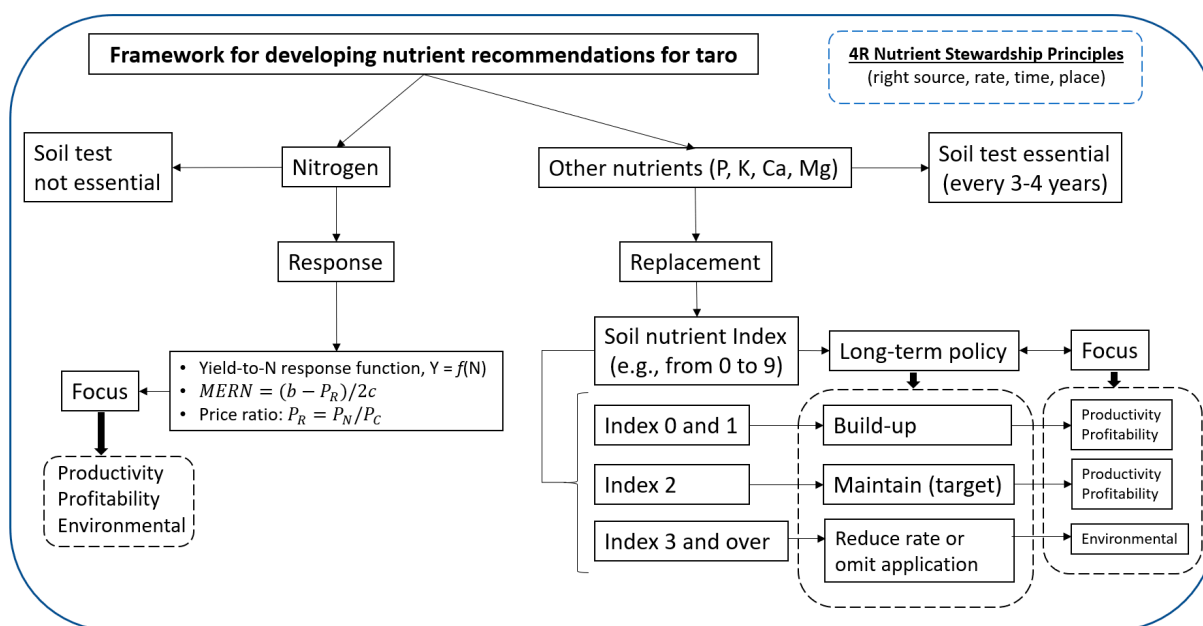 Framework for developing nutrient recommendations for taro
4R Nutrient Stewardship Principles
(right source, rate, time, place)
Soil test
not essential
Nitrogen
Other nutrients (P, K, Ca, Mg)
Soil test essential
(every 3-4 years)
Response
Replacement
• Yield-to-N response function, Y = f(N)
• MERN = (b − P_R)/2c
• Price ratio: P_R = P_N/P_C
Focus
Productivity
Profitability
Environmental
Soil nutrient Index
(e.g., from 0 to 9)
Long-term policy
Focus
Index 0 and 1
Build-up
Productivity
Profitability
Index 2
Maintain (target)
Productivity
Profitability
Index 3 and over
Reduce rate or
omit application
Environmental